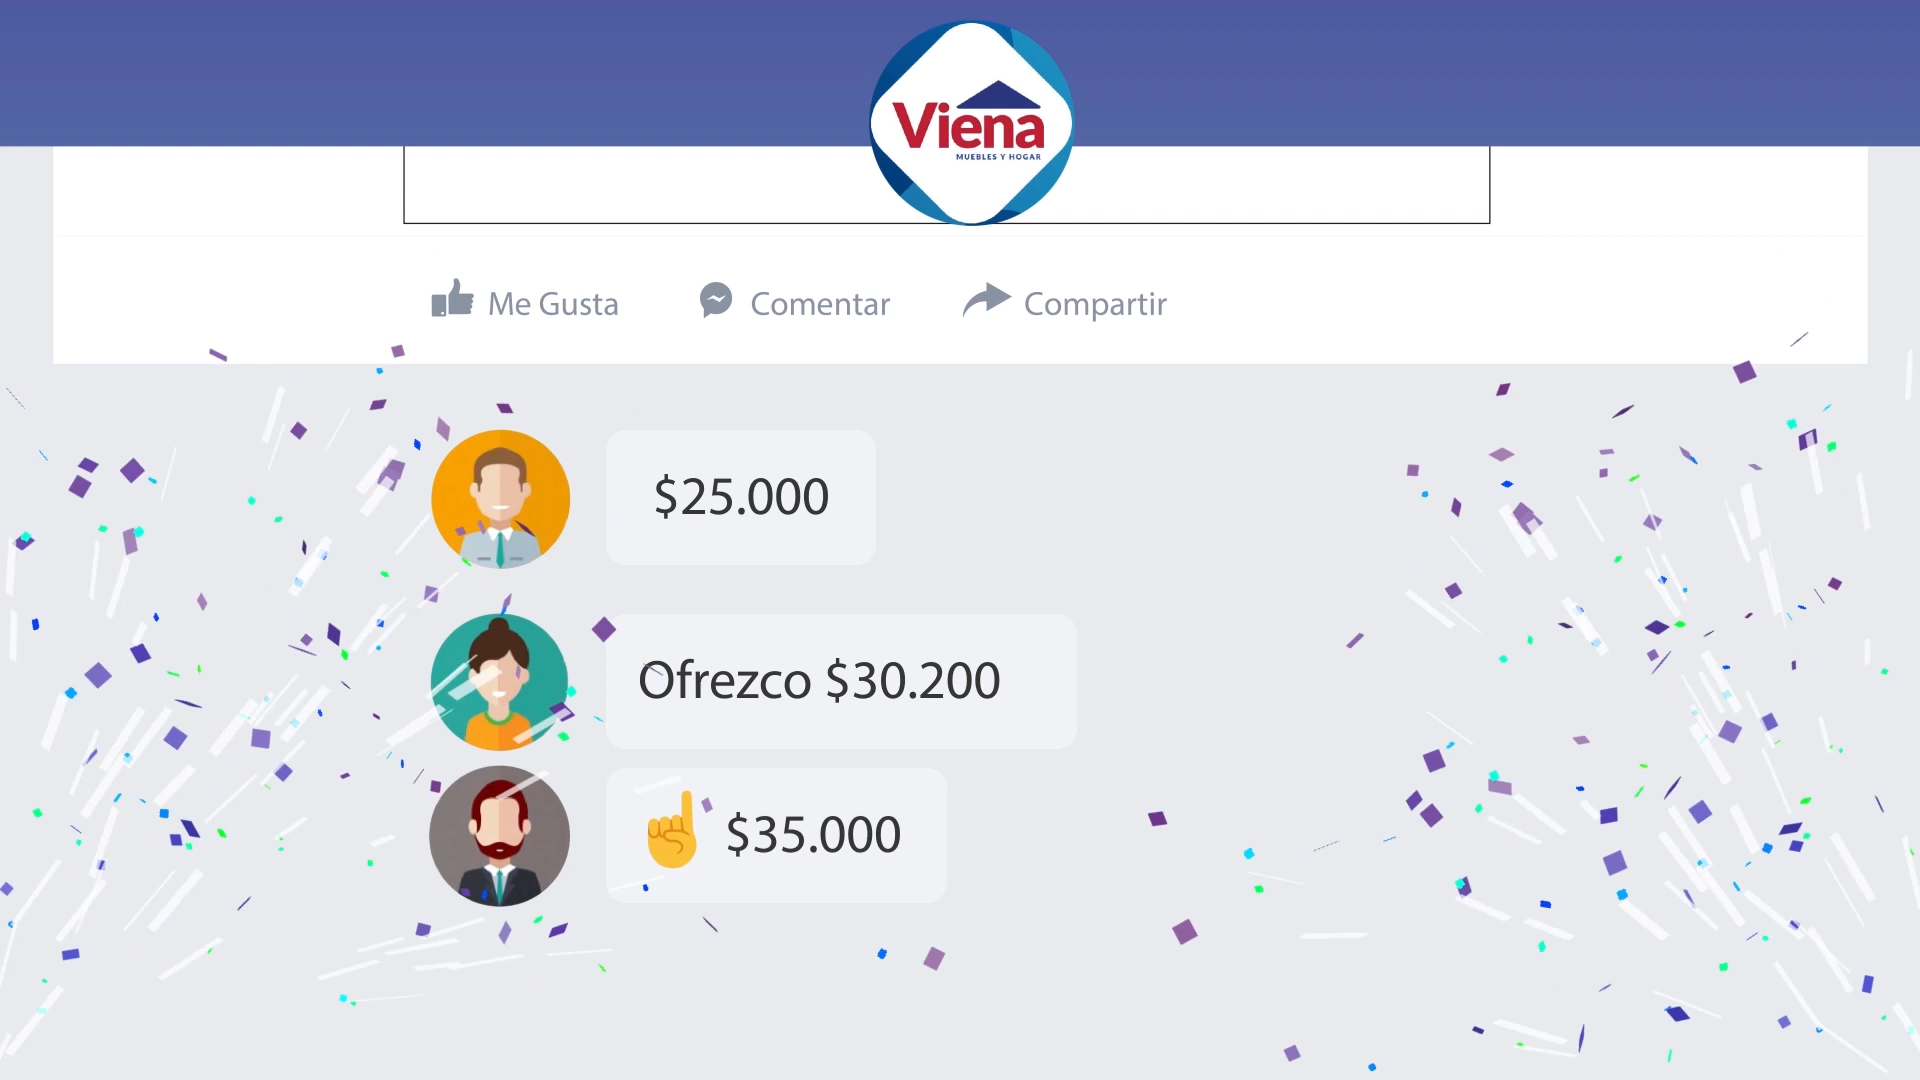 Viena
MUEBLES Y HOGAR
Me Gusta
Comentar
Compartir
$25.000
Ofrezco $30.200
☝ $35.000